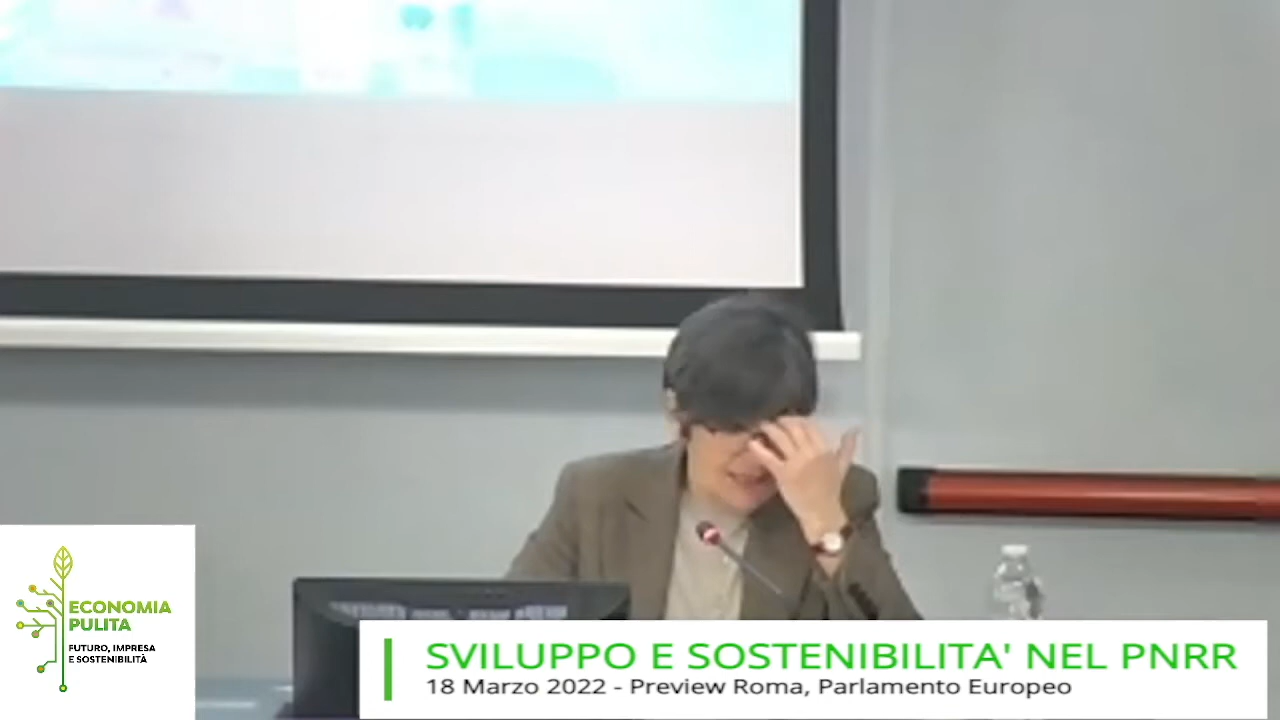 ECONOMIA
PULITA
FUTURO, IMPRESA
E SOSTENIBILITÀ
SVILUPPO E SOSTENIBILITA' NEL PNRR
18 Marzo 2022 - Preview Roma, Parlamento Europeo